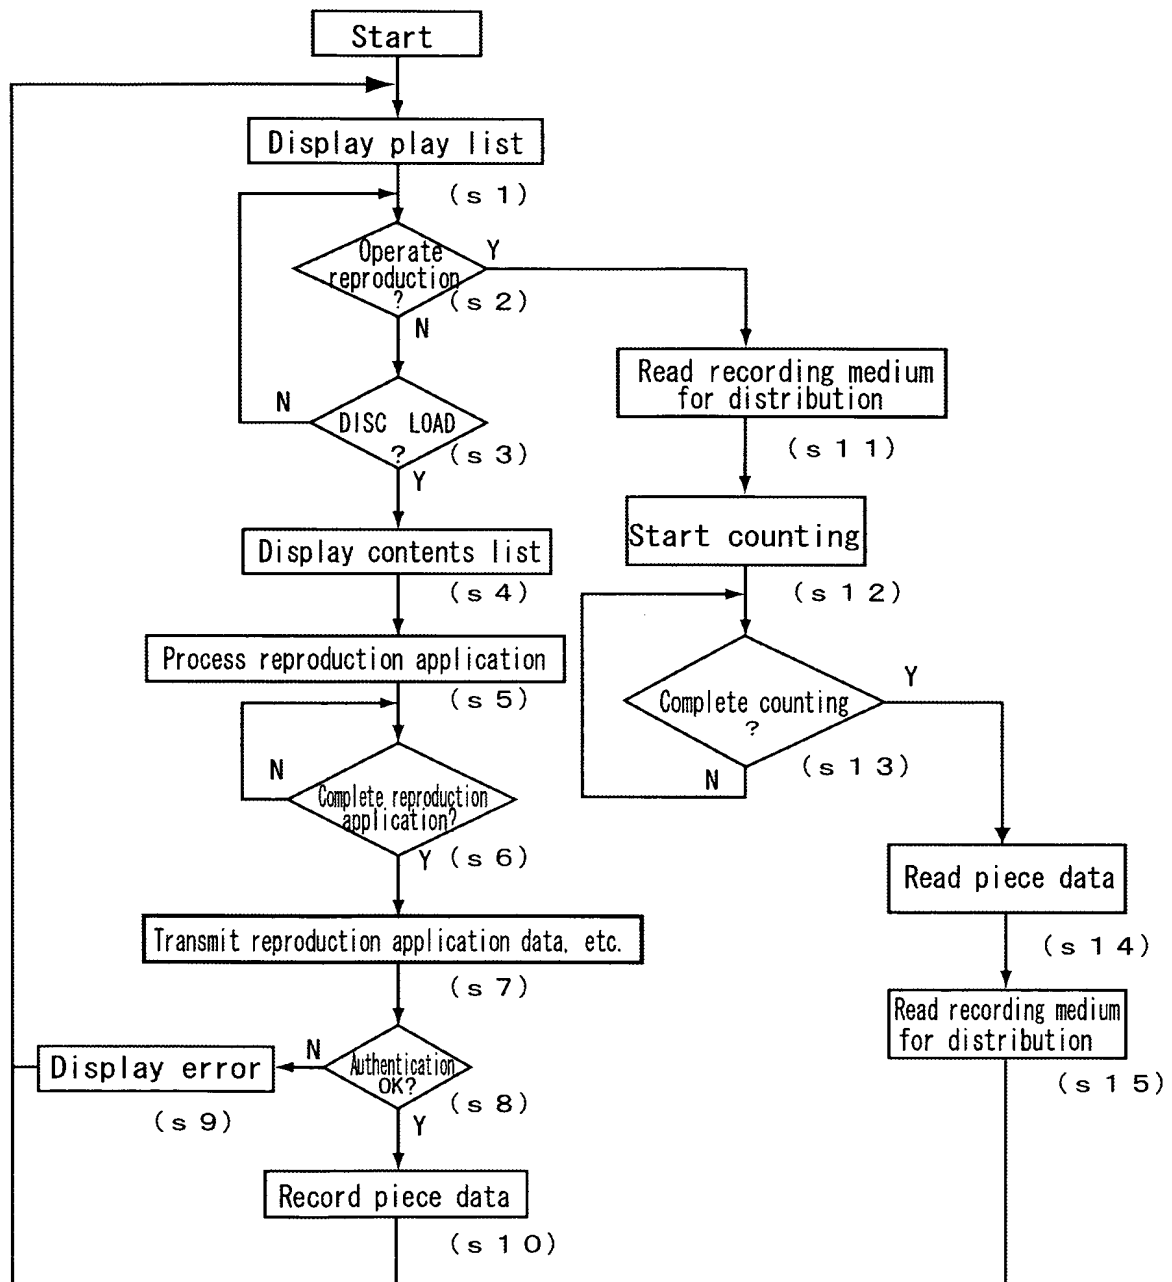 Start
Display play list
(s 1)
Operate
reproduction
?
Y
(s 2)
N
Read recording medium
for distribution
(s 1 1)
N
DISC LOAD
?
(s 3)
Y
Start counting
(s 1 2)
Display contents list
(s 4)
Process reproduction application
(s 5)
Complete counting
?
Y
(s 1 3)
N
N
Complete reproduction
application?
Y
(s 6)
Read piece data
(s 1 4)
Transmit reproduction application data, etc.
(s 7)
Read recording medium
for distribution
(s 1 5)
Display error
(s 9)
N
Authentication
OK?
(s 8)
Y
Record piece data
(s 1 0)